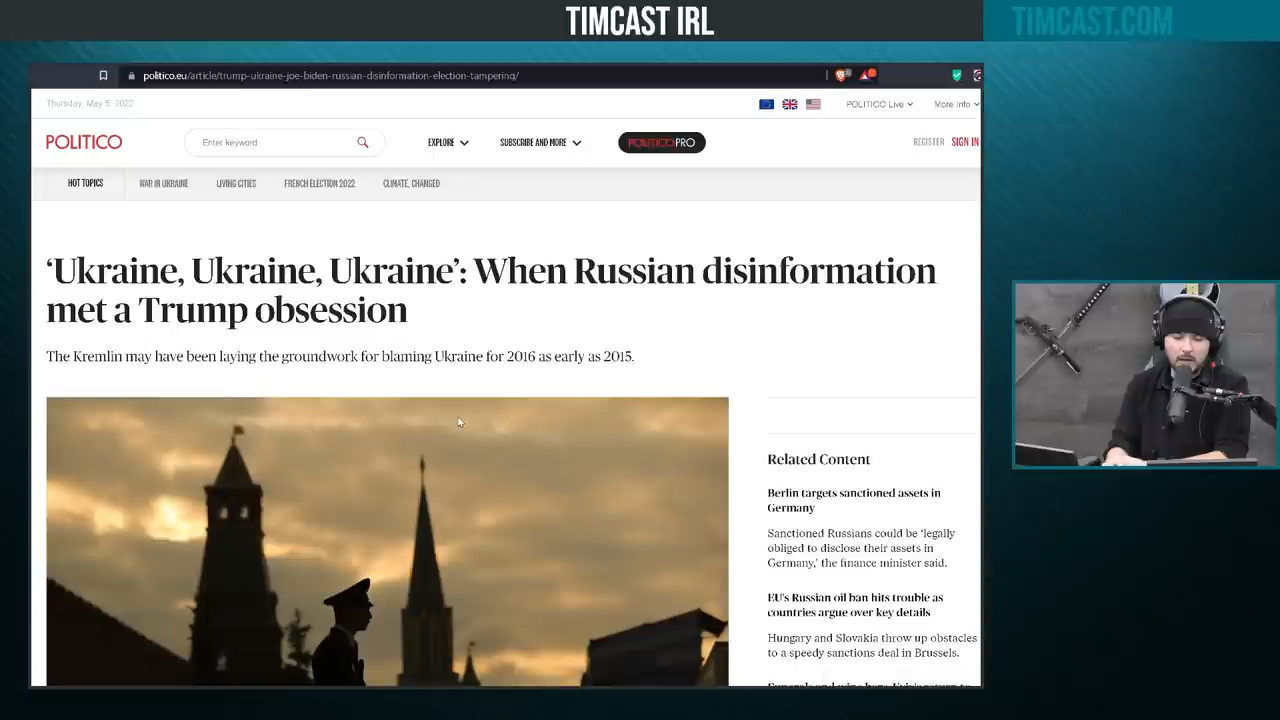 TIMCAST IRL
TIMCAST.COM
politico.eu/article/trump-ukraine-joe-biden-russian-disinformation-election-tampering/
Thursday, May 5, 2022
POLITICO Live
More Info
POLITICO
Enter keyword
EXPLORE
SUBSCRIBE AND MORE
POLITICO PRO
REGISTER
SIGN IN
HOT TOPICS
WAR IN UKRAINE
LIVING CITIES
FRENCH ELECTION 2022
CLIMATE, CHANGED
‘Ukraine, Ukraine, Ukraine’: When Russian disinformation
met a Trump obsession
The Kremlin may have been laying the groundwork for blaming Ukraine for 2016 as early as 2015.
Related Content
Berlin targets sanctioned assets in
Germany
Sanctioned Russians could be ‘legally
obliged to disclose their assets in
Germany,’ the finance minister said.
EU's Russian oil ban hits trouble as
countries argue over key details
Hungary and Slovakia throw up obstacles
to a speedy sanctions deal in Brussels.